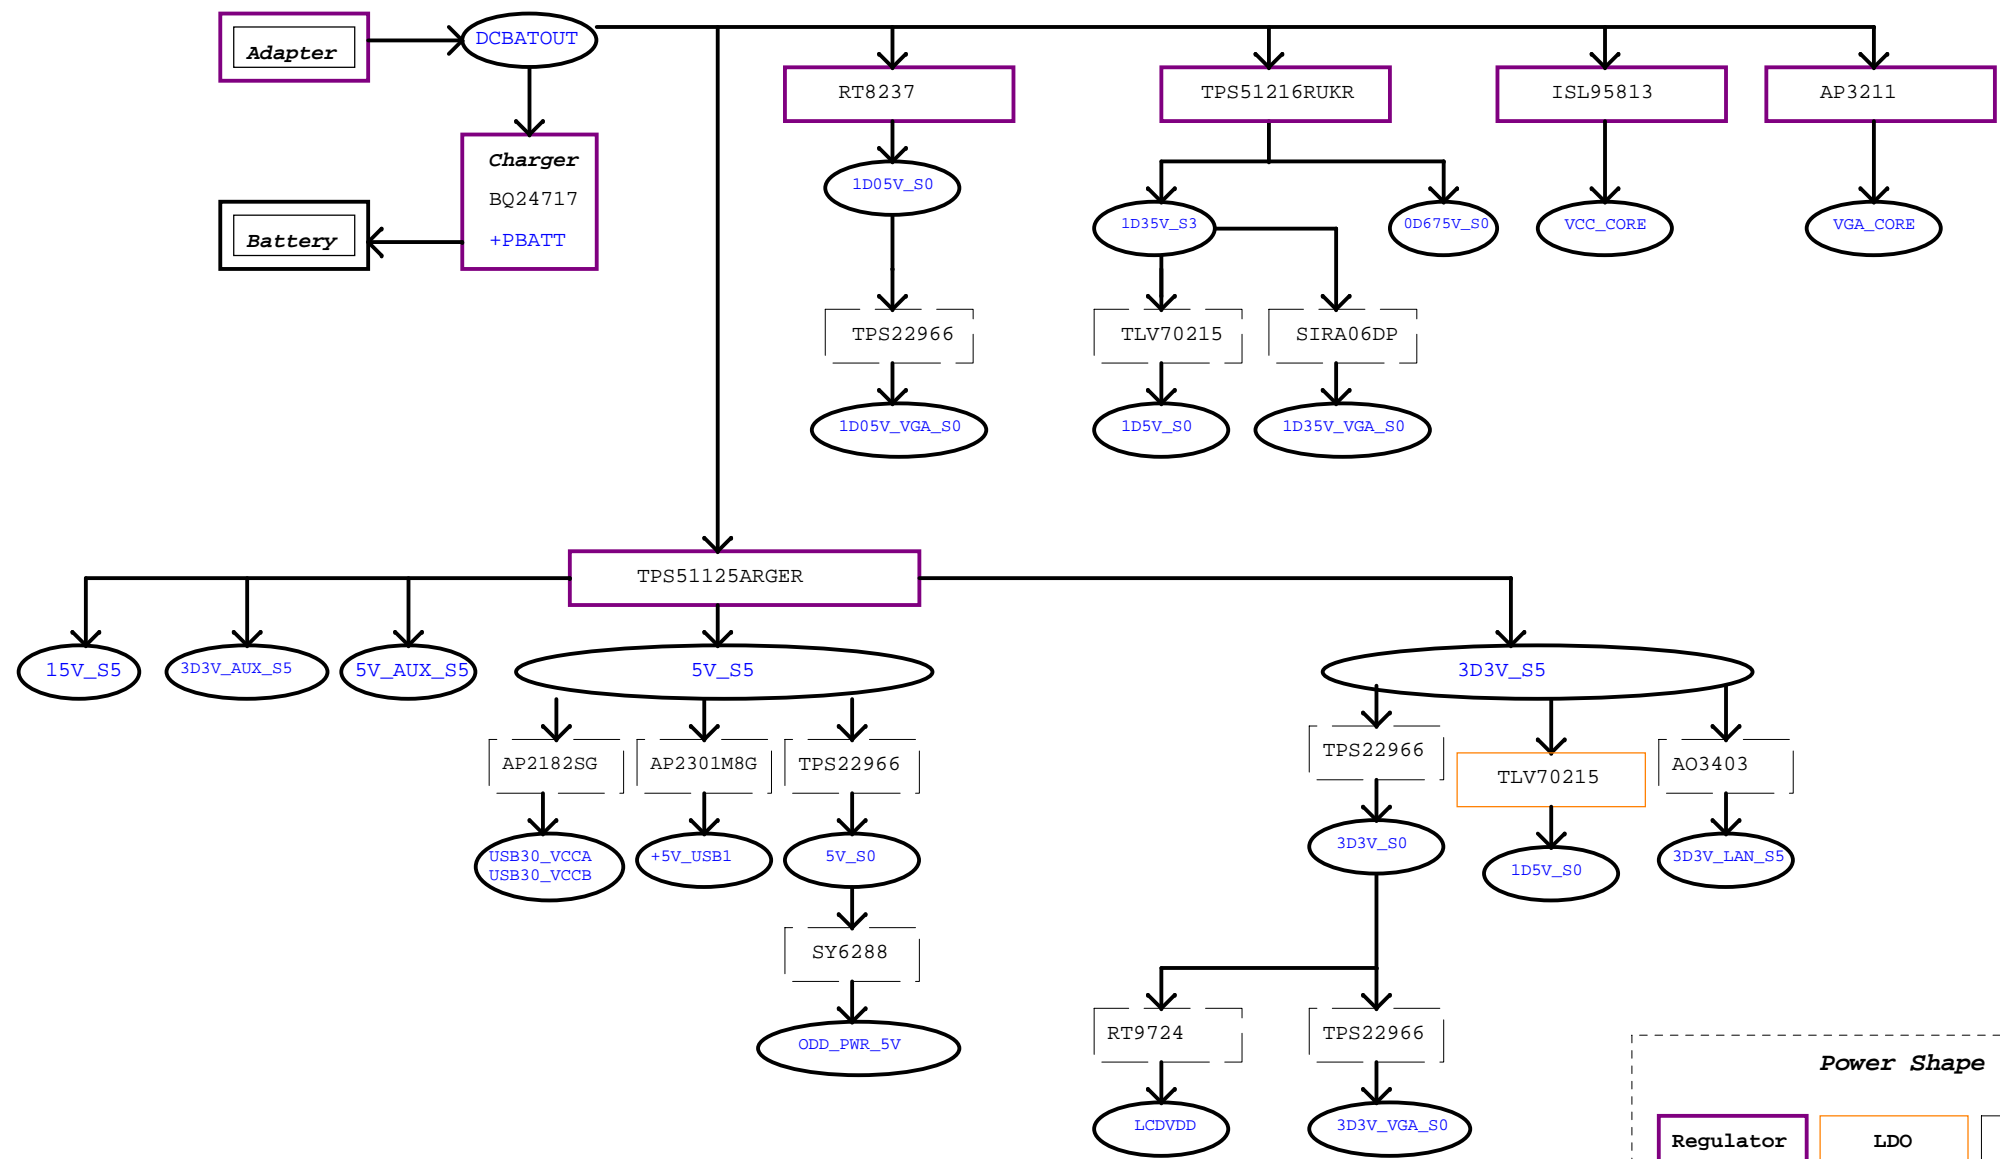 Adapter
DCBATOUT
RT8237
TPS51216RUKR
ISL95813
AP3211
Charger
BQ24717
+PBATT
Battery
1D05V_S0
1D35V_S3
0D675V_S0
VCC_CORE
VGA_CORE
TPS22966
TLV70215
SIRA06DP
1D05V_VGA_S0
1D5V_S0
1D35V_VGA_S0
TPS51125ARGER
15V_S5
3D3V_AUX_S5
5V_AUX_S5
5V_S5
3D3V_S5
AP2182SG
AP2301M8G
TPS22966
TPS22966
TLV70215
AO3403
USB30_VCCA
USB30_VCCB
+5V_USB1
5V_S0
3D3V_S0
1D5V_S0
3D3V_LAN_S5
SY6288
ODD_PWR_5V
RT9724
TPS22966
LCDVDD
3D3V_VGA_S0
Power Shape
Regulator
LDO